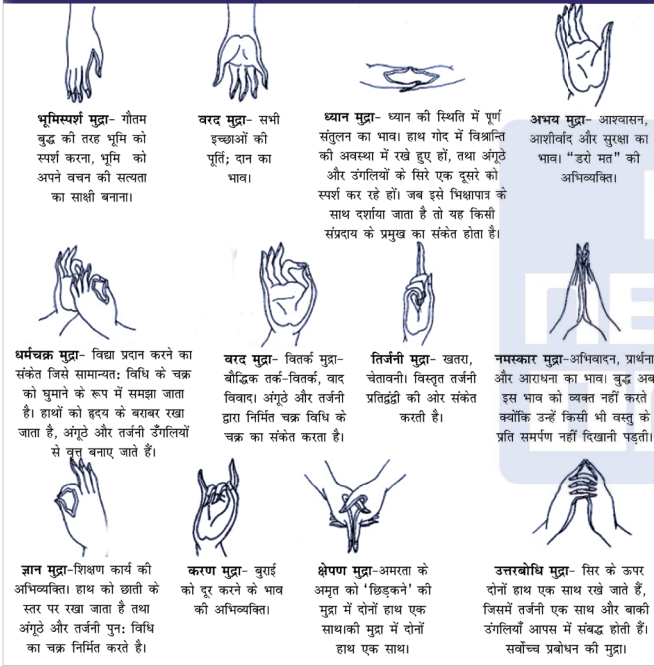 भूमिस्पर्श मुद्रा- गौतम
बुद्ध की तरह भूमि को
स्पर्श करना, भूमि को
अपने वचन की सत्यता
का साक्षी बनाना।
वरद मुद्रा- सभी
इच्छाओं की
पूर्ति; दान का
भाव।
ध्यान मुद्रा- ध्यान की स्थिति में पूर्ण
संतुलन का भाव। हाथ गोद में विश्रान्ति
की अवस्था में रखे हुए हों, तथा अंगूठे
और उंगलियों के सिरे एक दूसरे को
स्पर्श कर रहे हों। जब इसे भिक्षापात्र के
साथ दर्शाया जाता है तो यह किसी
संप्रदाय के प्रमुख का संकेत होता है।
अभय मुद्रा- आश्वासन,
आशीर्वाद और सुरक्षा का
भाव। “डरो मत” की
अभिव्यक्ति।
धर्मचक्र मुद्रा- विद्या प्रदान करने का
संकेत जिसे सामान्यत: विधि के चक्र
को घुमाने के रूप में समझा जाता
है। हाथों को हृदय के बराबर रखा
जाता है, अंगूठे और तर्जनी उँगलियों
से वृत्त बनाए जाते हैं।
वरद मुद्रा- वितर्क मुद्रा-
बौद्धिक तर्क-वितर्क, वाद
विवाद। अंगूठे और तर्जनी
द्वारा निर्मित चक्र विधि के
चक्र का संकेत करता है।
तिर्जनी मुद्रा- खतरा,
चेतावनी। विस्तृत तर्जनी
प्रतिद्वंद्वी की ओर संकेत
करती है।
नमस्कार मुद्रा-अभिवादन, प्रार्थना
और आराधना का भाव। बुद्ध अब
इस भाव को व्यक्त नहीं करते
क्योंकि उन्हें किसी भी वस्तु के
प्रति समर्पण नहीं दिखानी पड़ती।
ज्ञान मुद्रा-शिक्षण कार्य की
अभिव्यक्ति। हाथ को छाती के
स्तर पर रखा जाता है तथा
अंगूठे और तर्जनी पुन: विधि
का चक्र निर्मित करते है।
करण मुद्रा- बुराई
को दूर करने के भाव
की अभिव्यक्ति।
क्षेपण मुद्रा-अमरता के
अमृत को ‘छिड़कने’ की
मुद्रा में दोनों हाथ एक
साथ।की मुद्रा में दोनों
हाथ एक साथ।
उत्तरबोधि मुद्रा- सिर के ऊपर
दोनों हाथ एक साथ रखे जाते हैं,
जिसमें तर्जनी एक साथ और बाकी
उंगलियाँ आपस में संबद्ध होती हैं।
सर्वोच्च प्रबोधन की मुद्रा।